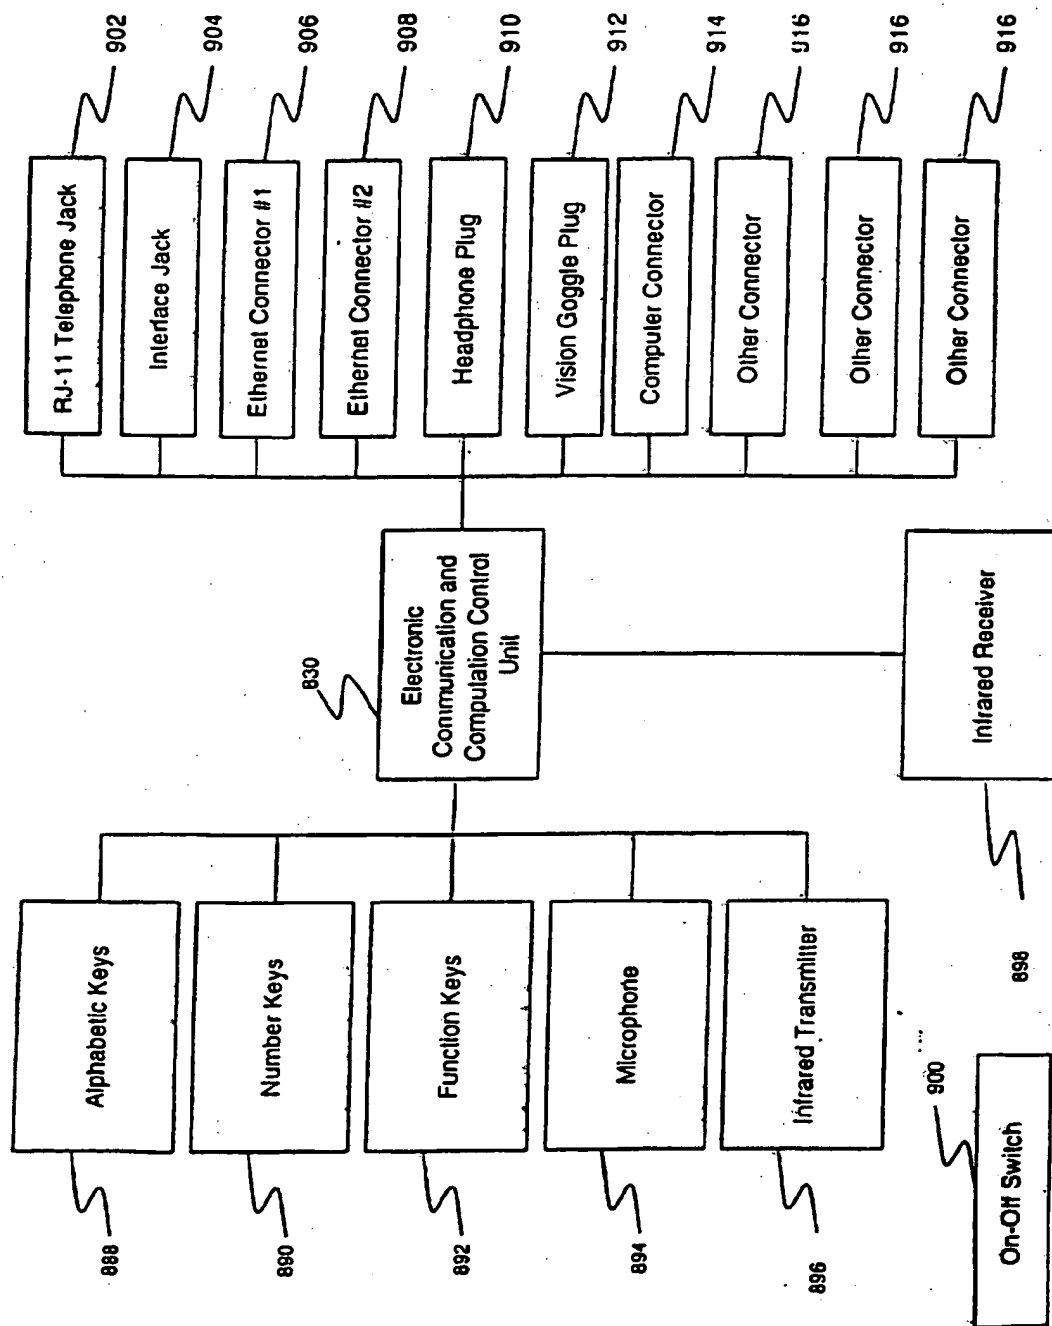 888
Alphabetic Keys
890
Number Keys
892
Function Keys
894
Microphone
896
Infrared Transmitter
900
On-Off Switch
830
Electronic
Communication and
Computation Control
Unit
898
Infrared Receiver
RJ-11 Telephone Jack
902
Interface Jack
904
Ethernet Connector #1
906
Ethernet Connector #2
908
Headphone Plug
910
Vision Goggle Plug
912
Computer Connector
914
Other Connector
916
Other Connector
916
Other Connector
916